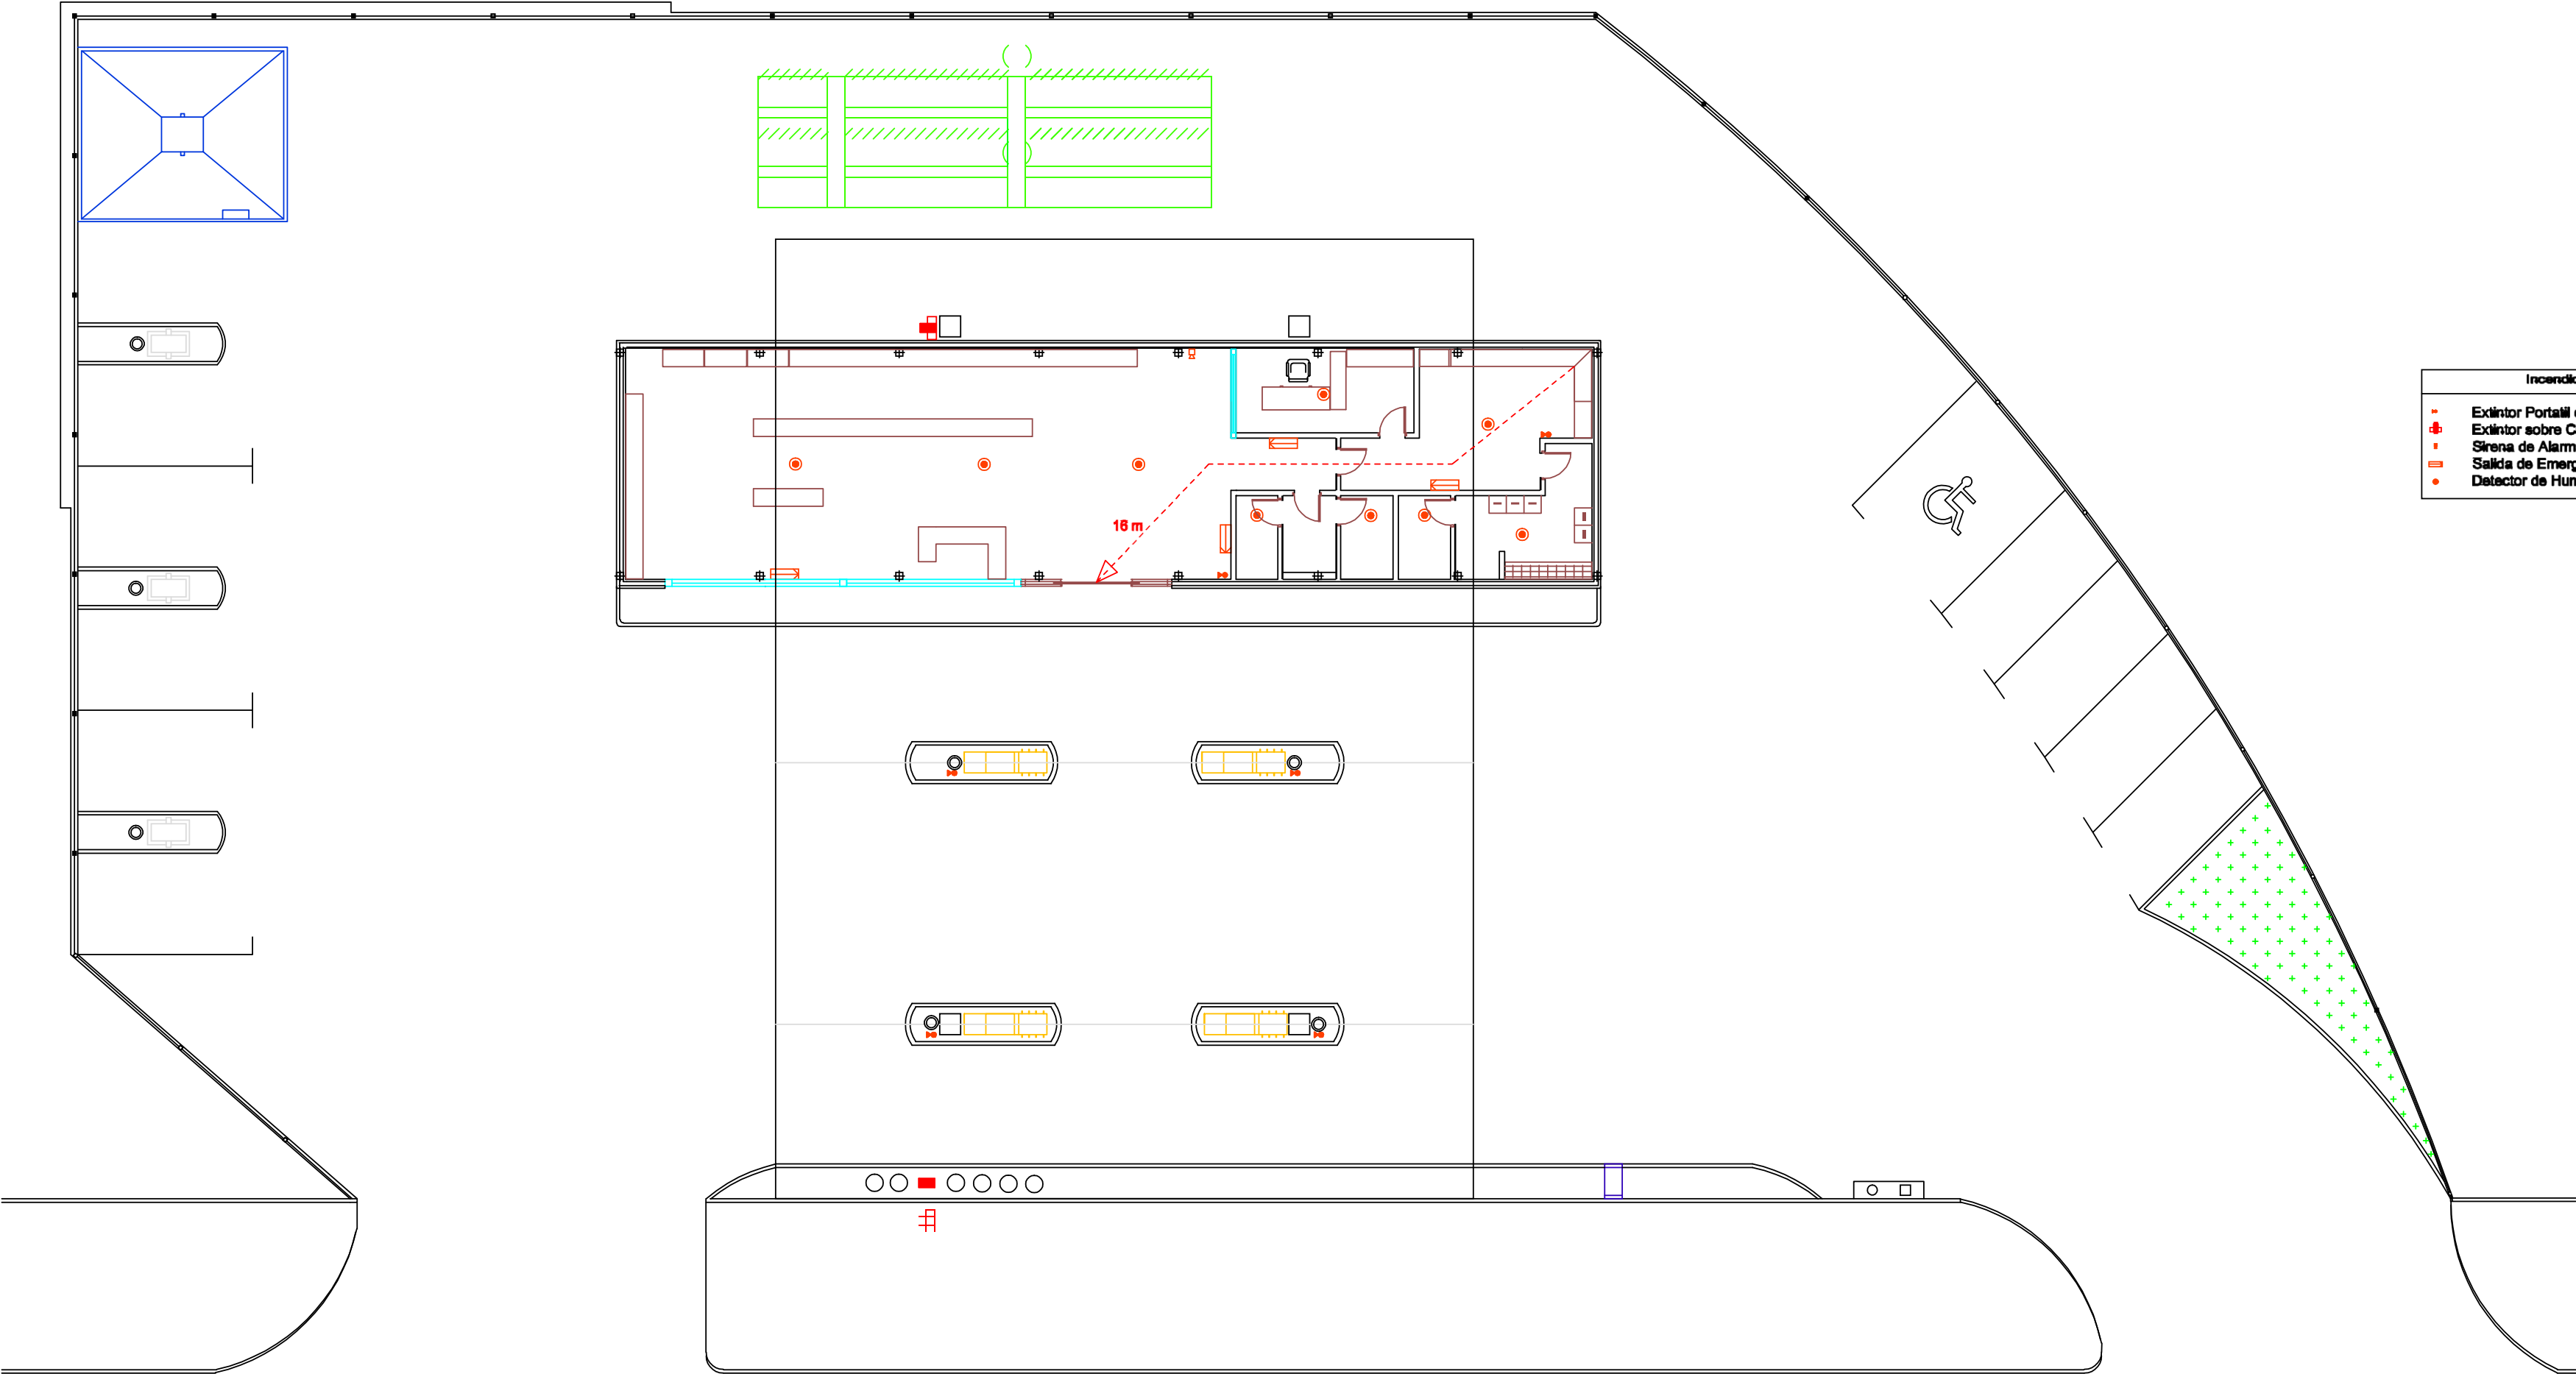 Incendio
Extintor Portatil
Extintor sobre C
Sirena de Alarm
Salida de Emerg
Detector de Hum
16 m